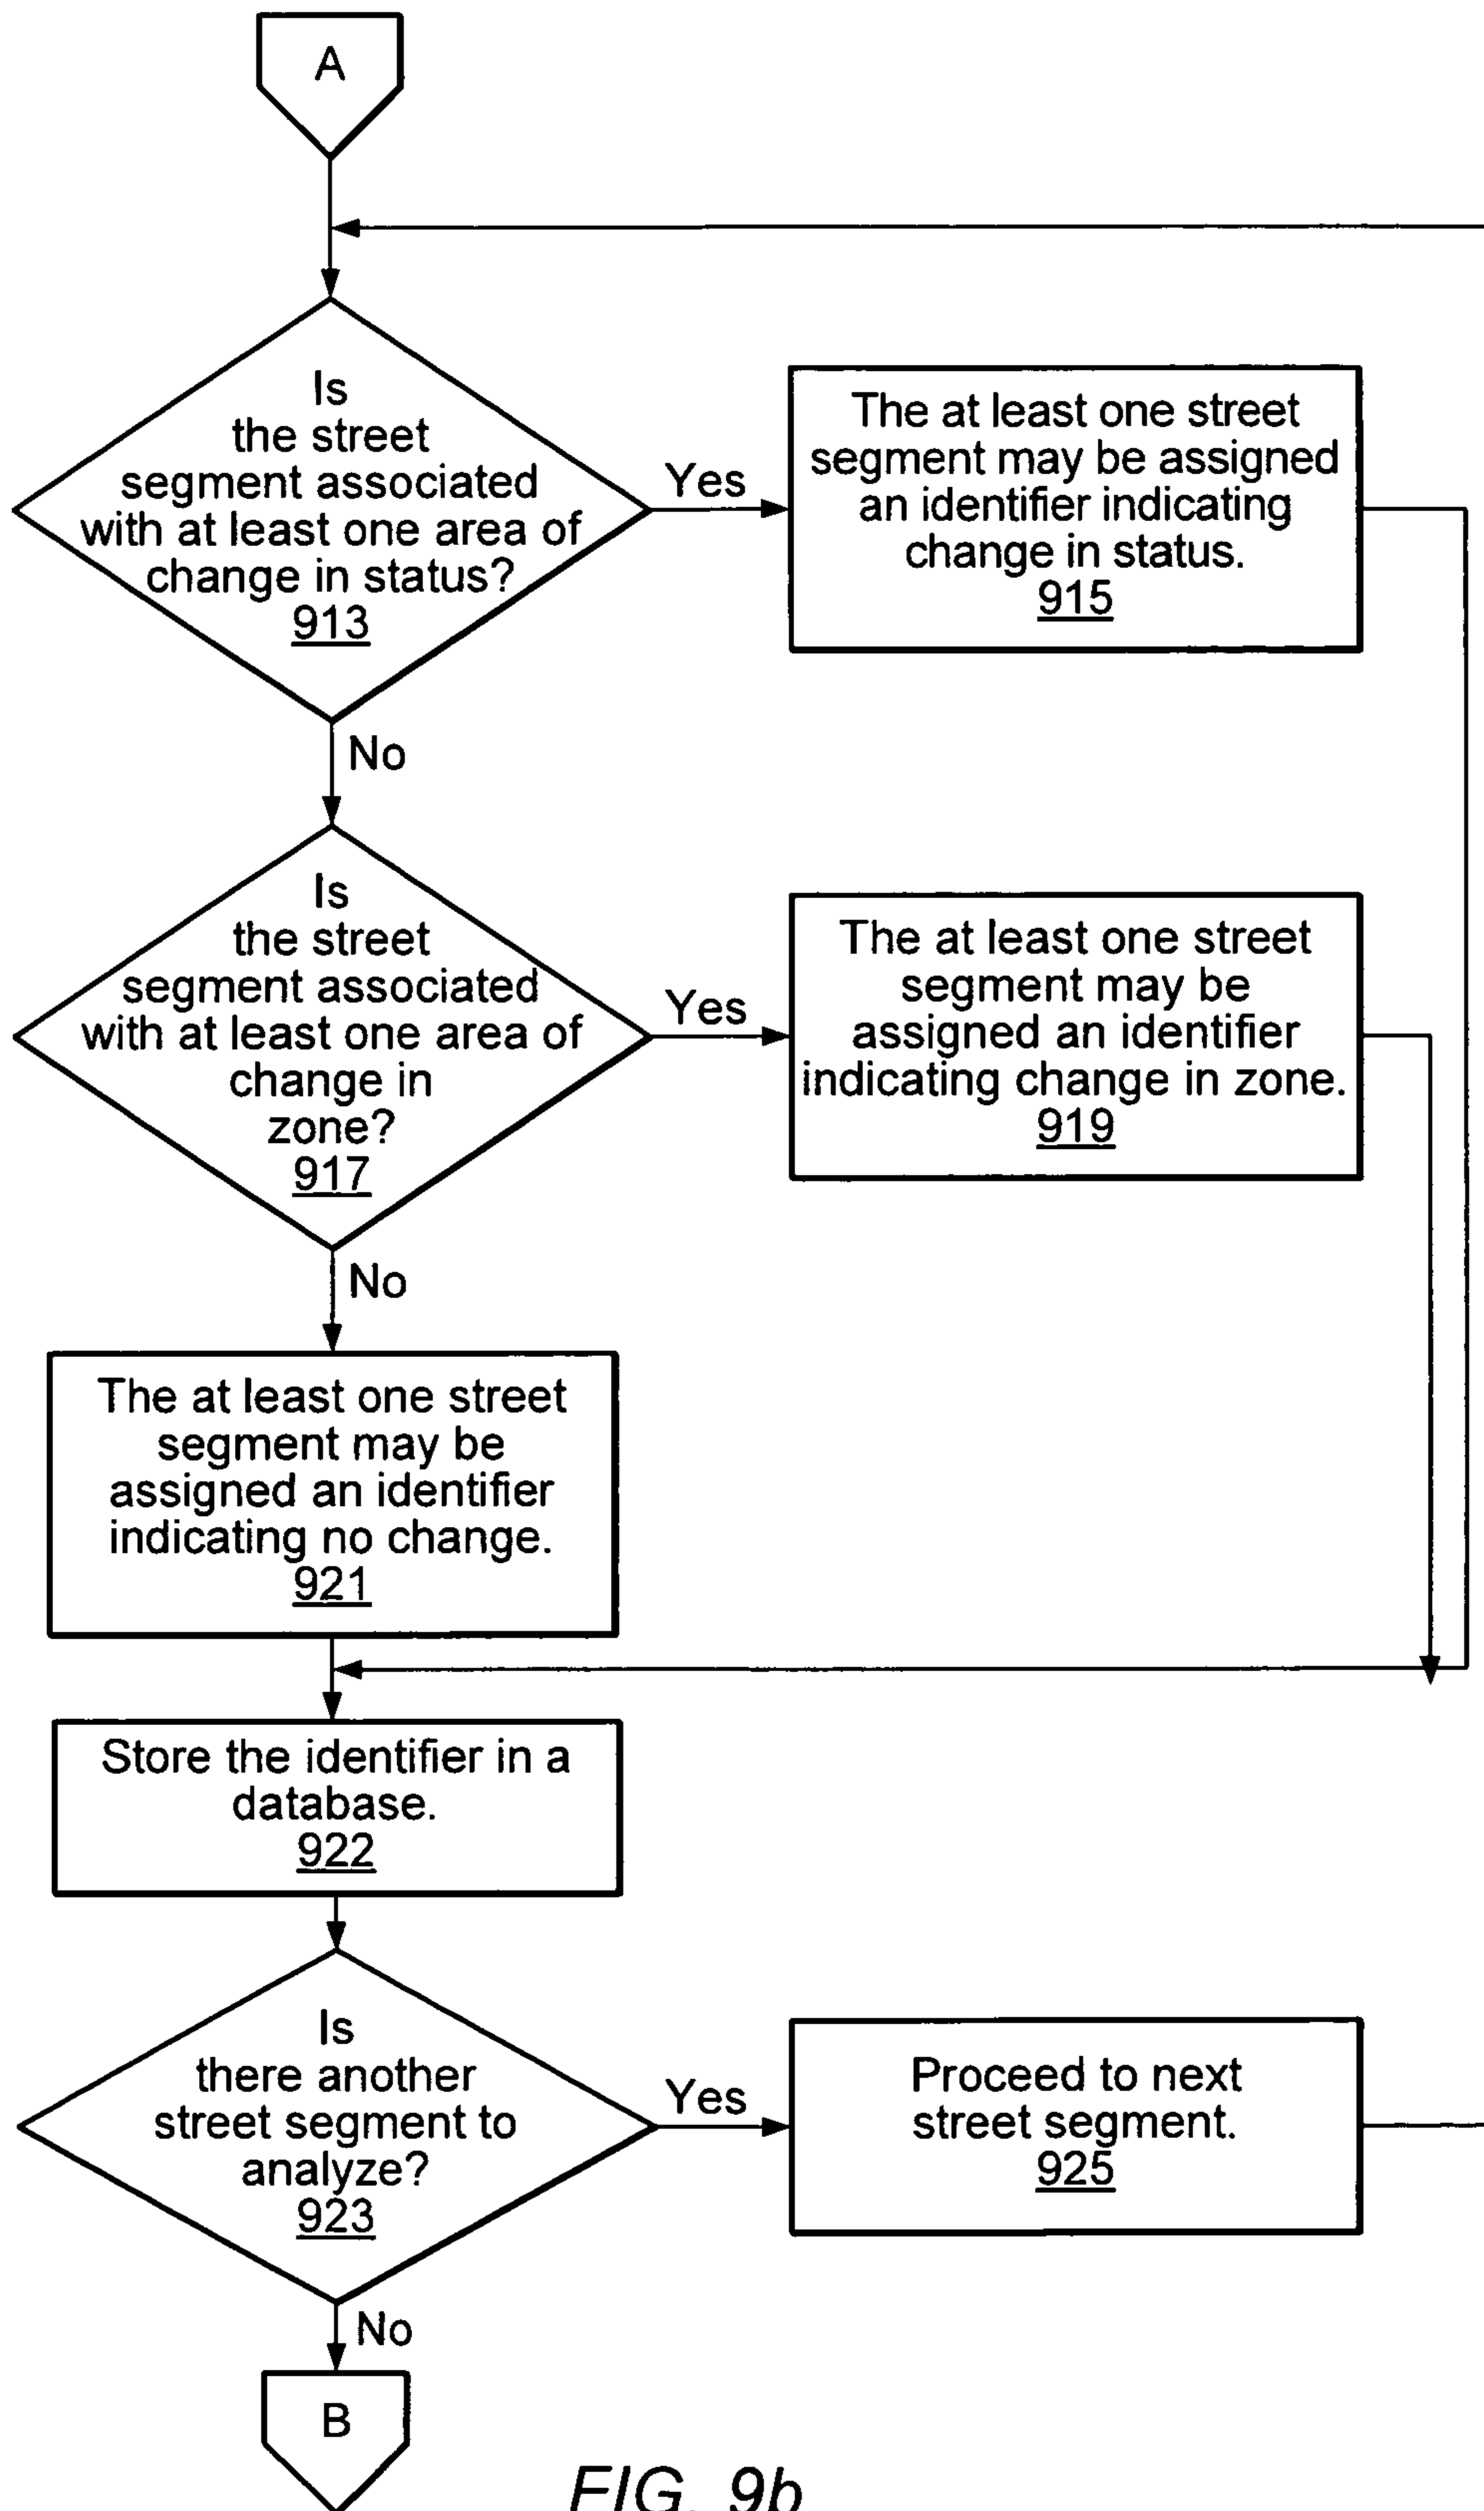 A
Is
the street
segment associated
with at least one area of
change in status?
913
Yes
The at least one street
segment may be assigned
an identifier indicating
change in status.
915
No
Is
the street
segment associated
with at least one area of
change in
zone?
917
Yes
The at least one street
segment may be
assigned an identifier
indicating change in zone.
919
No
The at least one street
segment may be
assigned an identifier
indicating no change.
921
Store the identifier in a
database.
922
Is
there another
street segment to
analyze?
923
Yes
Proceed to next
street segment.
925
No
B
FIG. 9b